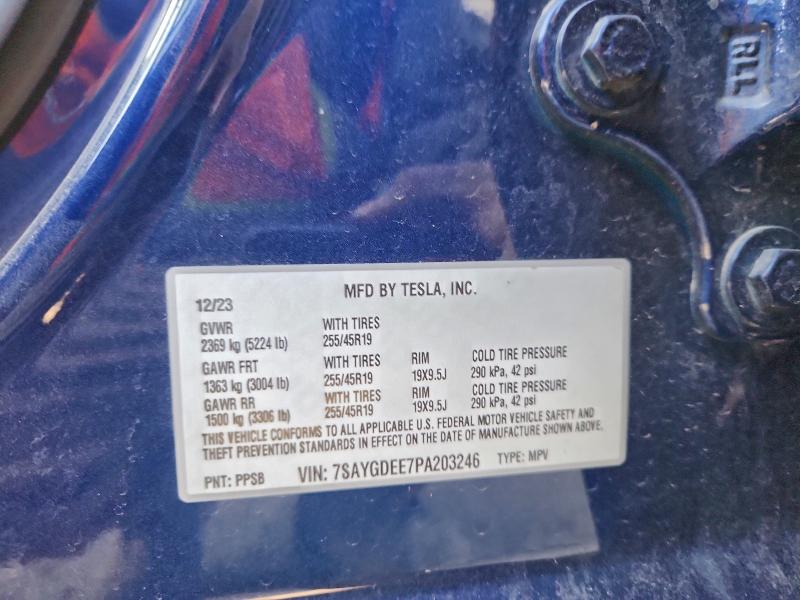 RLL
MFD BY TESLA, INC.
12/23
GVWR WITH TIRES
2369 kg (5224 lb) 255/45R19
GAWR FRT WITH TIRES RIM COLD TIRE PRESSURE
1363 kg (3004 lb) 255/45R19 19X9.5J 290 kPa, 42 psi
GAWR RR WITH TIRES RIM COLD TIRE PRESSURE
1500 kg (3306 lb) 255/45R19 19X9.5J 290 kPa, 42 psi
THIS VEHICLE CONFORMS TO ALL APPLICABLE U.S. FEDERAL MOTOR VEHICLE SAFETY AND
THEFT PREVENTION STANDARDS IN EFFECT ON THE DATE OF MANUFACTURE SHOWN ABOVE.
PNT: PPSB VIN: 7SAYGDEE7PA203246 TYPE: MPV